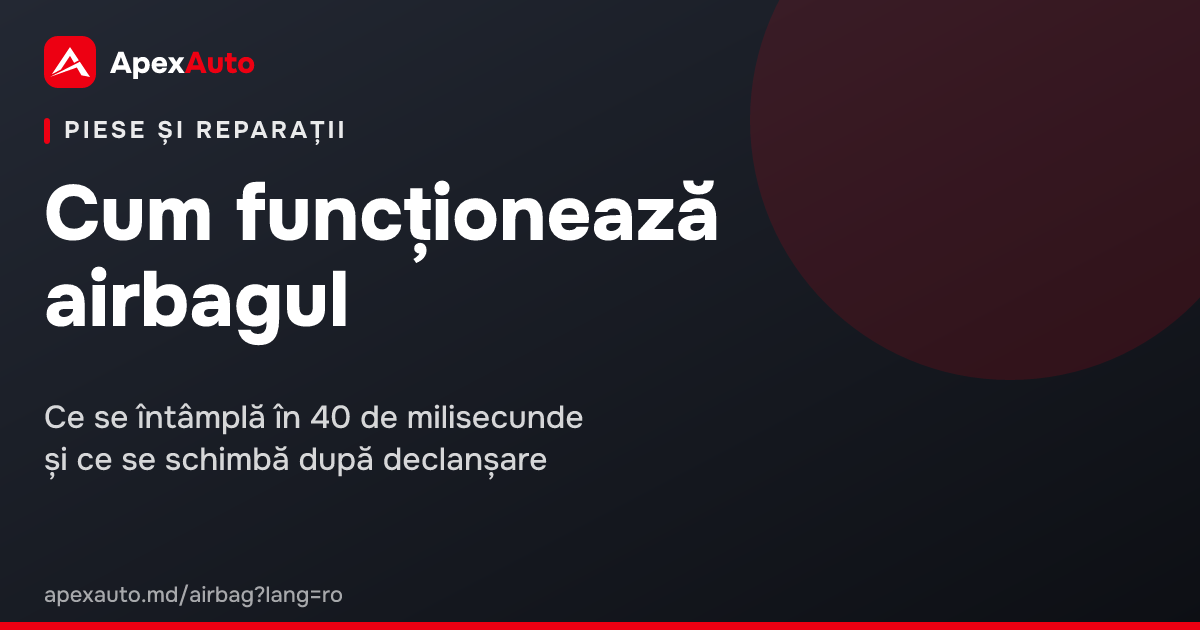 ApexAuto
PIESE ȘI REPARAȚII
Cum funcționează
airbagul
Ce se întâmplă în 40 de milisecunde
și ce se schimbă după declanșare
apexauto.md/airbag?lang=ro